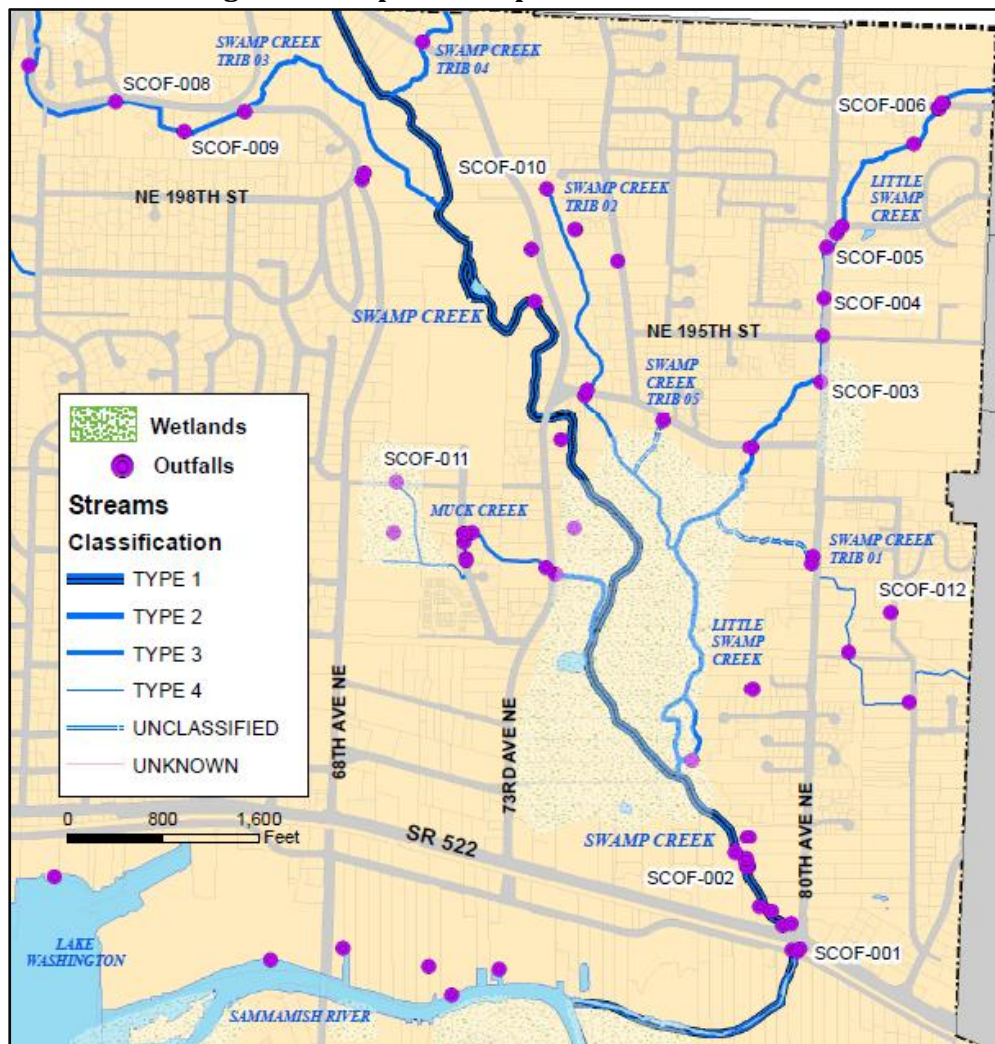 SWAMP CREEK
TRIB 03
SWAMP CREEK
TRIB 04
SCOF-008
SCOF-009
SCOF-006
NE 198TH ST
SCOF-010
SWAMP CREEK
TRIB 02
LITTLE
SWAMP
CREEK
SCOF-005
SCOF-004
SWAMP CREEK
NE 195TH ST
SWAMP
CREEK
TRIB 05
SCOF-003
Wetlands
Outfalls
Streams
Classification
TYPE 1
TYPE 2
TYPE 3
TYPE 4
UNCLASSIFIED
UNKNOWN
SCOF-011
MUCK CREEK
SWAMP CREEK
TRIB 01
SCOF-012
LITTLE
SWAMP
CREEK
68TH AVE NE
73RD AVE NE
80TH AVE NE
0 800 1,600
Feet
SR 522
SWAMP CREEK
SCOF-002
SCOF-001
LAKE
WASHINGTON
SAMMAMISH RIVER